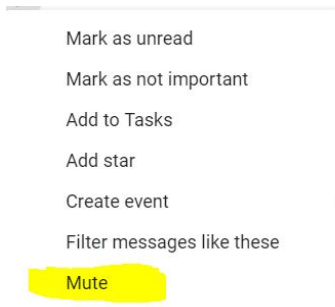 Mark as unread
Mark as not important
Add to Tasks
Add star
Create event
Filter messages like these
Mute